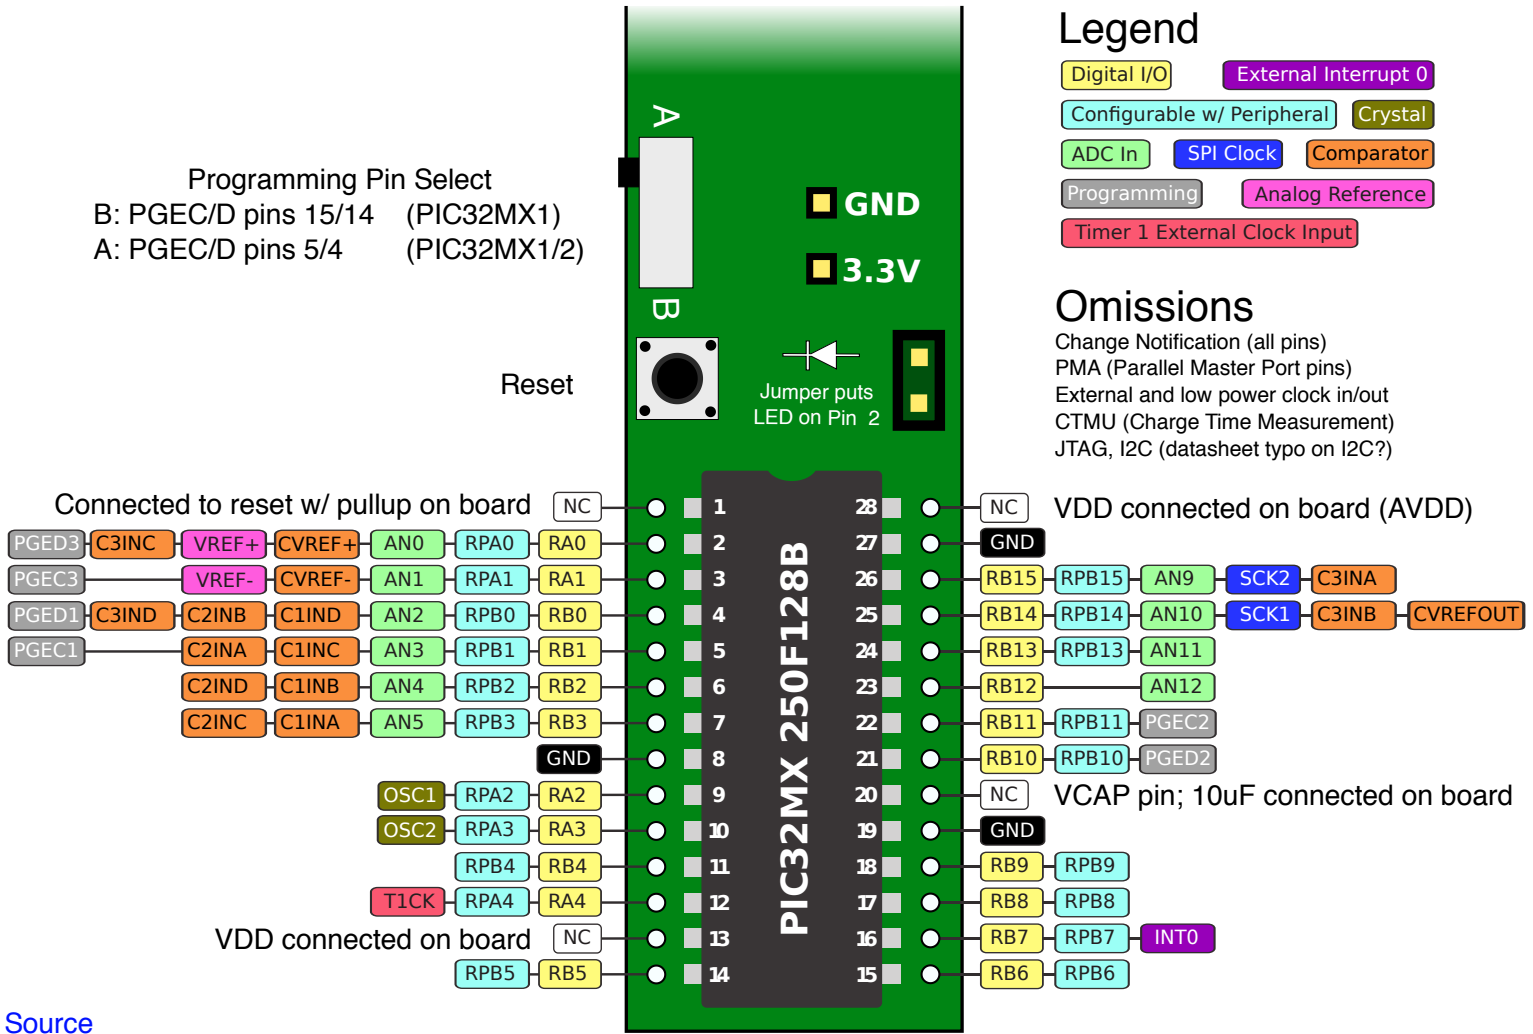 Legend
Digital I/O External Interrupt 0
Configurable w/ Peripheral Crystal
ADC In SPI Clock Comparator
Programming Analog Reference
Timer 1 External Clock Input
Omissions
Change Notification (all pins)
PMA (Parallel Master Port pins)
External and low power clock in/out
CTMU (Charge Time Measurement)
JTAG, I2C (datasheet typo on I2C?)
Programming Pin Select
B: PGEC/D pins 15/14 (PIC32MX1)
A: PGEC/D pins 5/4 (PIC32MX1/2)
A
B
GND
3.3V
Reset
Jumper puts
LED on Pin 2
PIC32MX 250F128B
Connected to reset w/ pullup on board NC 1 28 NC VDD connected on board (AVDD)
PGED3 C3INC VREF+ CVREF+ AN0 RPA0 RA0 2 27 GND
PGEC3 VREF- CVREF- AN1 RPA1 RA1 3 26 RB15 RPB15 AN9 SCK2 C3INA
PGED1 C3IND C2INB C1IND AN2 RPB0 RB0 4 25 RB14 RPB14 AN10 SCK1 C3INB CVREFOUT
PGEC1 C2INA C1INC AN3 RPB1 RB1 5 24 RB13 RPB13 AN11
C2IND C1INB AN4 RPB2 RB2 6 23 RB12 AN12
C2INC C1INA AN5 RPB3 RB3 7 22 RB11 RPB11 PGEC2
GND 8 21 RB10 RPB10 PGED2
OSC1 RPA2 RA2 9 20 NC VCAP pin; 10uF connected on board
OSC2 RPA3 RA3 10 19 GND
RPB4 RB4 11 18 RB9 RPB9
T1CK RPA4 RA4 12 17 RB8 RPB8
VDD connected on board NC 13 16 RB7 RPB7 INT0
RPB5 RB5 14 15 RB6 RPB6
Source